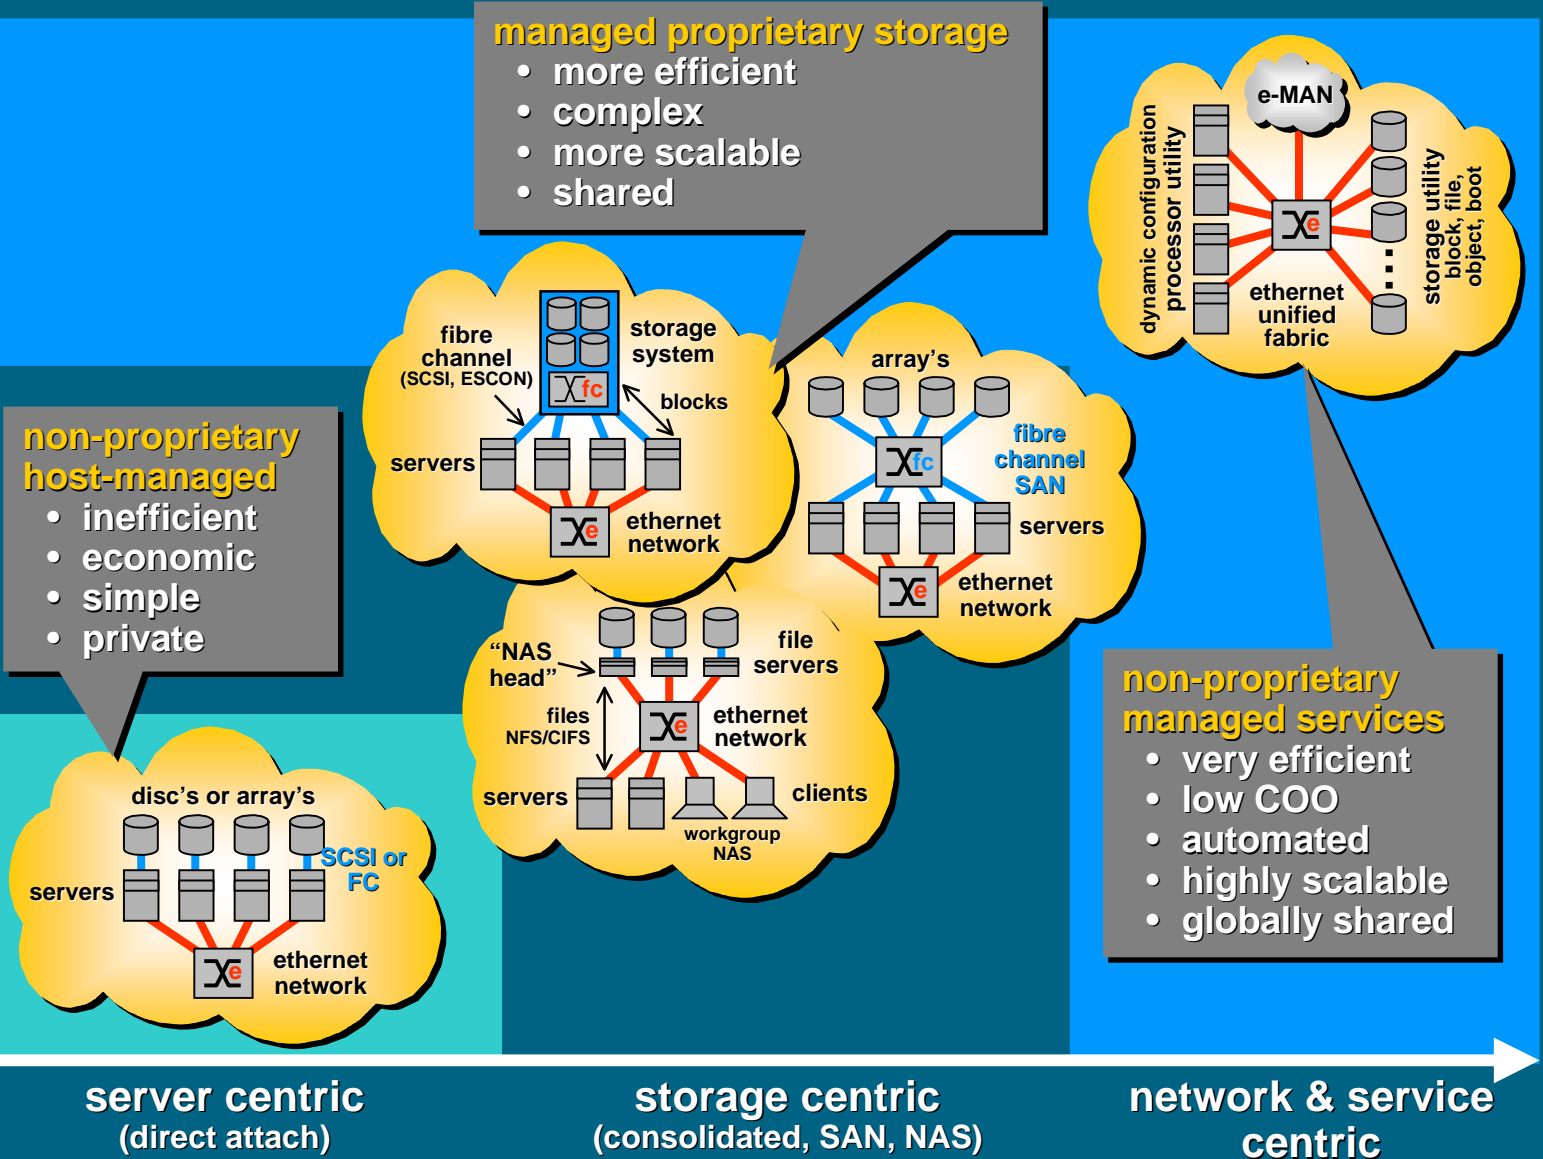 managed proprietary storage
• more efficient
• complex
• more scalable
• shared
e-MAN
dynamic configuration
processor utility
e
storage utility
block, file,
object, boot
ethernet
unified
fabric
fibre
channel
(SCSI, ESCON)
storage
system
fc
blocks
servers
e
ethernet
network
array's
fc
fibre
channel
SAN
servers
e
ethernet
network
non-proprietary
host-managed
• inefficient
• economic
• simple
• private
“NAS
head”
file
servers
files
NFS/CIFS
e
ethernet
network
servers
clients
workgroup
NAS
non-proprietary
managed services
• very efficient
• low COO
• automated
• highly scalable
• globally shared
disc's or array's
SCSI or
FC
servers
e
ethernet
network
server centric
(direct attach)
storage centric
(consolidated, SAN, NAS)
network & service
centric